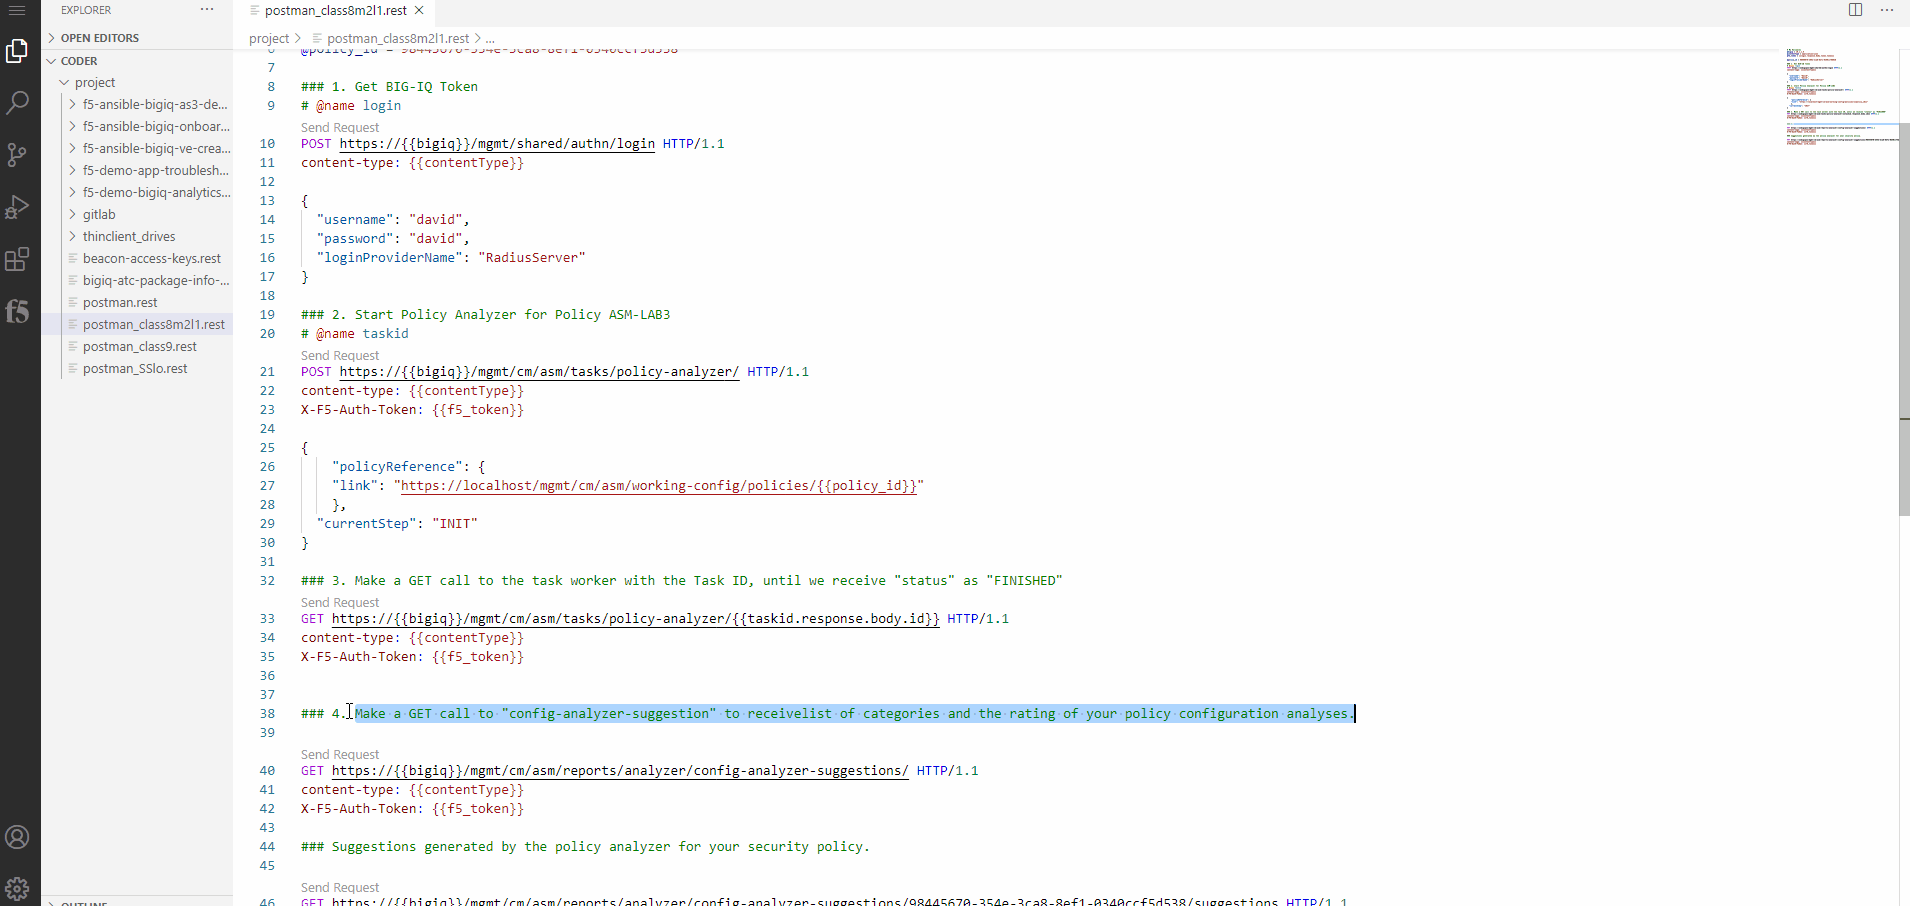 EXPLORER
postman_class8m2l1.rest
project > postman_class8m2l1.rest > ...
OPEN EDITORS
CODER
project
f5-ansible-bigiq-as3-de...
f5-ansible-bigiq-onboar...
f5-ansible-bigiq-ve-crea...
f5-demo-app-troublesh...
f5-demo-bigiq-analytics...
gitlab
thinclient_drives
beacon-access-keys.rest
bigiq-atc-package-info-...
postman.rest
postman_class8m2l1.rest
postman_class9.rest
postman_SSlo.rest
OUTLINE
f5
6 @policy_id = 98445670-354e-3ca8-8ef1-0340ccf5d538
7
8 ### 1. Get BIG-IQ Token
9 # @name login
Send Request
10 POST https://{{bigiq}}/mgmt/shared/authn/login HTTP/1.1
11 content-type: {{contentType}}
12
13 {
14 "username": "david",
15 "password": "david",
16 "loginProviderName": "RadiusServer"
17 }
18
19 ### 2. Start Policy Analyzer for Policy ASM-LAB3
20 # @name taskid
Send Request
21 POST https://{{bigiq}}/mgmt/cm/asm/tasks/policy-analyzer/ HTTP/1.1
22 content-type: {{contentType}}
23 X-F5-Auth-Token: {{f5_token}}
24
25 {
26 "policyReference": {
27 "link": "https://localhost/mgmt/cm/asm/working-config/policies/{{policy_id}}"
28 },
29 "currentStep": "INIT"
30 }
31
32 ### 3. Make a GET call to the task worker with the Task ID, until we receive "status" as "FINISHED"
Send Request
33 GET https://{{bigiq}}/mgmt/cm/asm/tasks/policy-analyzer/{{taskid.response.body.id}} HTTP/1.1
34 content-type: {{contentType}}
35 X-F5-Auth-Token: {{f5_token}}
36
37
38 ### 4. Make a GET call to "config-analyzer-suggestion" to receivelist of categories and the rating of your policy configuration analyses.
39
Send Request
40 GET https://{{bigiq}}/mgmt/cm/asm/reports/analyzer/config-analyzer-suggestions/ HTTP/1.1
41 content-type: {{contentType}}
42 X-F5-Auth-Token: {{f5_token}}
43
44 ### Suggestions generated by the policy analyzer for your security policy.
45
Send Request
46 GET https://{{bigiq}}/mgmt/cm/asm/reports/analyzer/config-analyzer-suggestions/98445670-354e-3ca8-8ef1-0340ccf5d538/suggestions HTTP/1.1